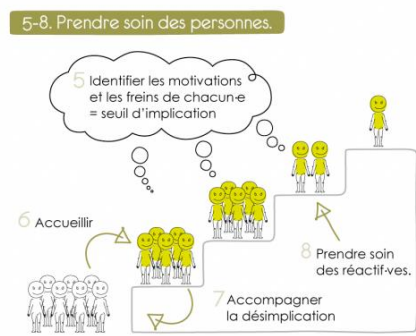 5-8. Prendre soin des personnes.
5 Identifier les motivations
et les freins de chacun·e
= seuil d'implication
6 Accueillir
8 Prendre soin
des réactif·ves.
7 Accompagner
la désimplication